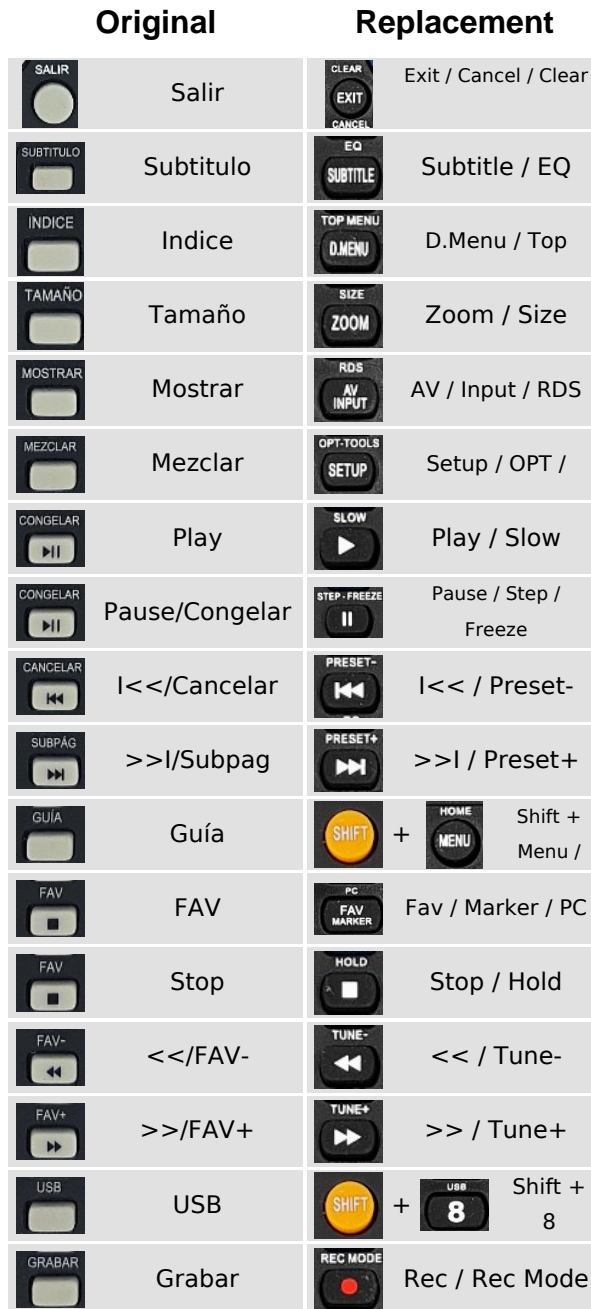 Original Replacement
SALIR Salir CLEAR EXIT CANCEL Exit / Cancel / Clear
SUBTITULO Subtitulo EQ SUBTITLE Subtitle / EQ
INDICE Indice TOP MENU D.MENU D.Menu / Top
TAMAÑO Tamaño SIZE ZOOM Zoom / Size
MOSTRAR Mostrar RDS AV INPUT AV / Input / RDS
MEZCLAR Mezclar OPT-TOOLS SETUP Setup / OPT /
CONGELAR Play SLOW Play / Slow
CONGELAR Pause/Congelar STEP-FREEZE Pause / Step /
Freeze
CANCELAR I<</Cancelar PRESET- I<< / Preset-
SUBPÁG >>I/Subpag PRESET+ >>I / Preset+
GUÍA Guía SHIFT + HOME MENU Shift +
Menu /
FAV FAV PC FAV MARKER Fav / Marker / PC
FAV Stop HOLD Stop / Hold
FAV- <</FAV- TUNE- << / Tune-
FAV+ >>/FAV+ TUNE+ >> / Tune+
USB USB SHIFT + USB 8 Shift +
8
GRABAR Grabar REC MODE Rec / Rec Mode